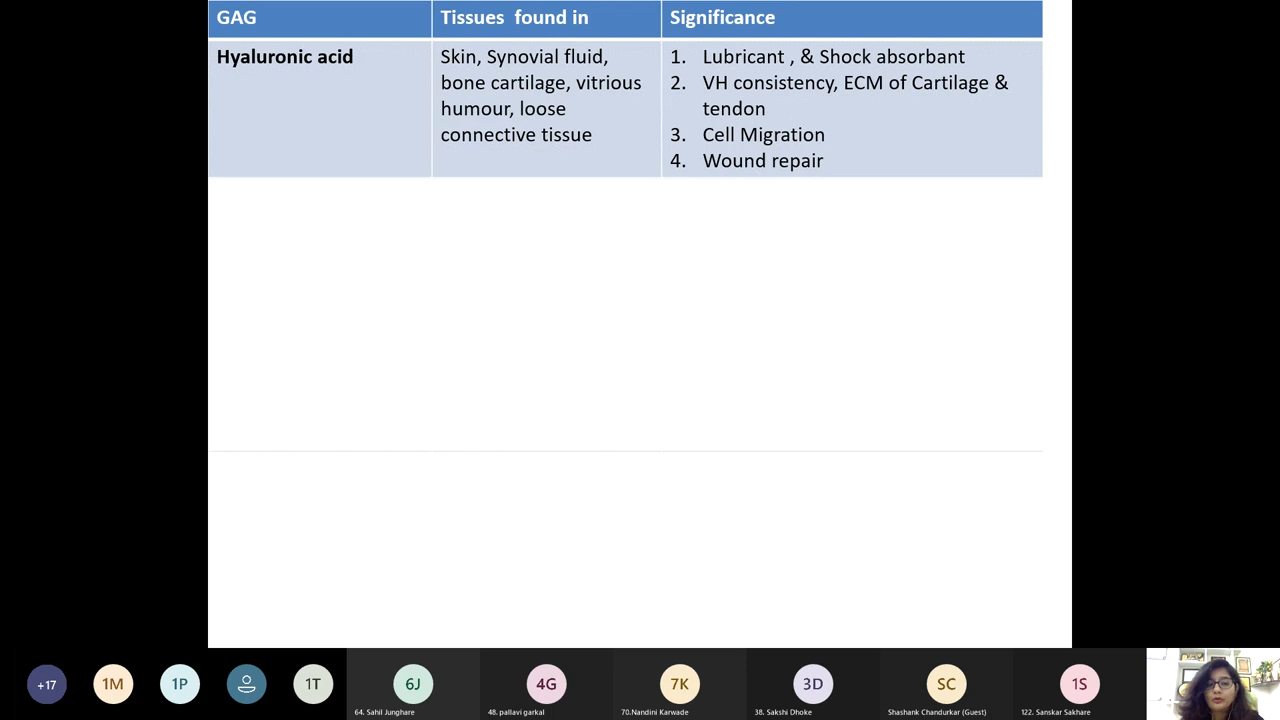 GAG
Tissues found in
Significance
Hyaluronic acid
Skin, Synovial fluid,
bone cartilage, vitrious
humour, loose
connective tissue
1. Lubricant , & Shock absorbant
2. VH consistency, ECM of Cartilage &
tendon
3. Cell Migration
4. Wound repair
+17
1M
1P
1T
6J
4G
7K
3D
SC
1S
64. Sahil Junghare
48. pallavi garkal
70.Nandini Karwade
38. Sakshi Dhoke
Shashank Chandurkar (Guest)
122. Sanskar Sakhare